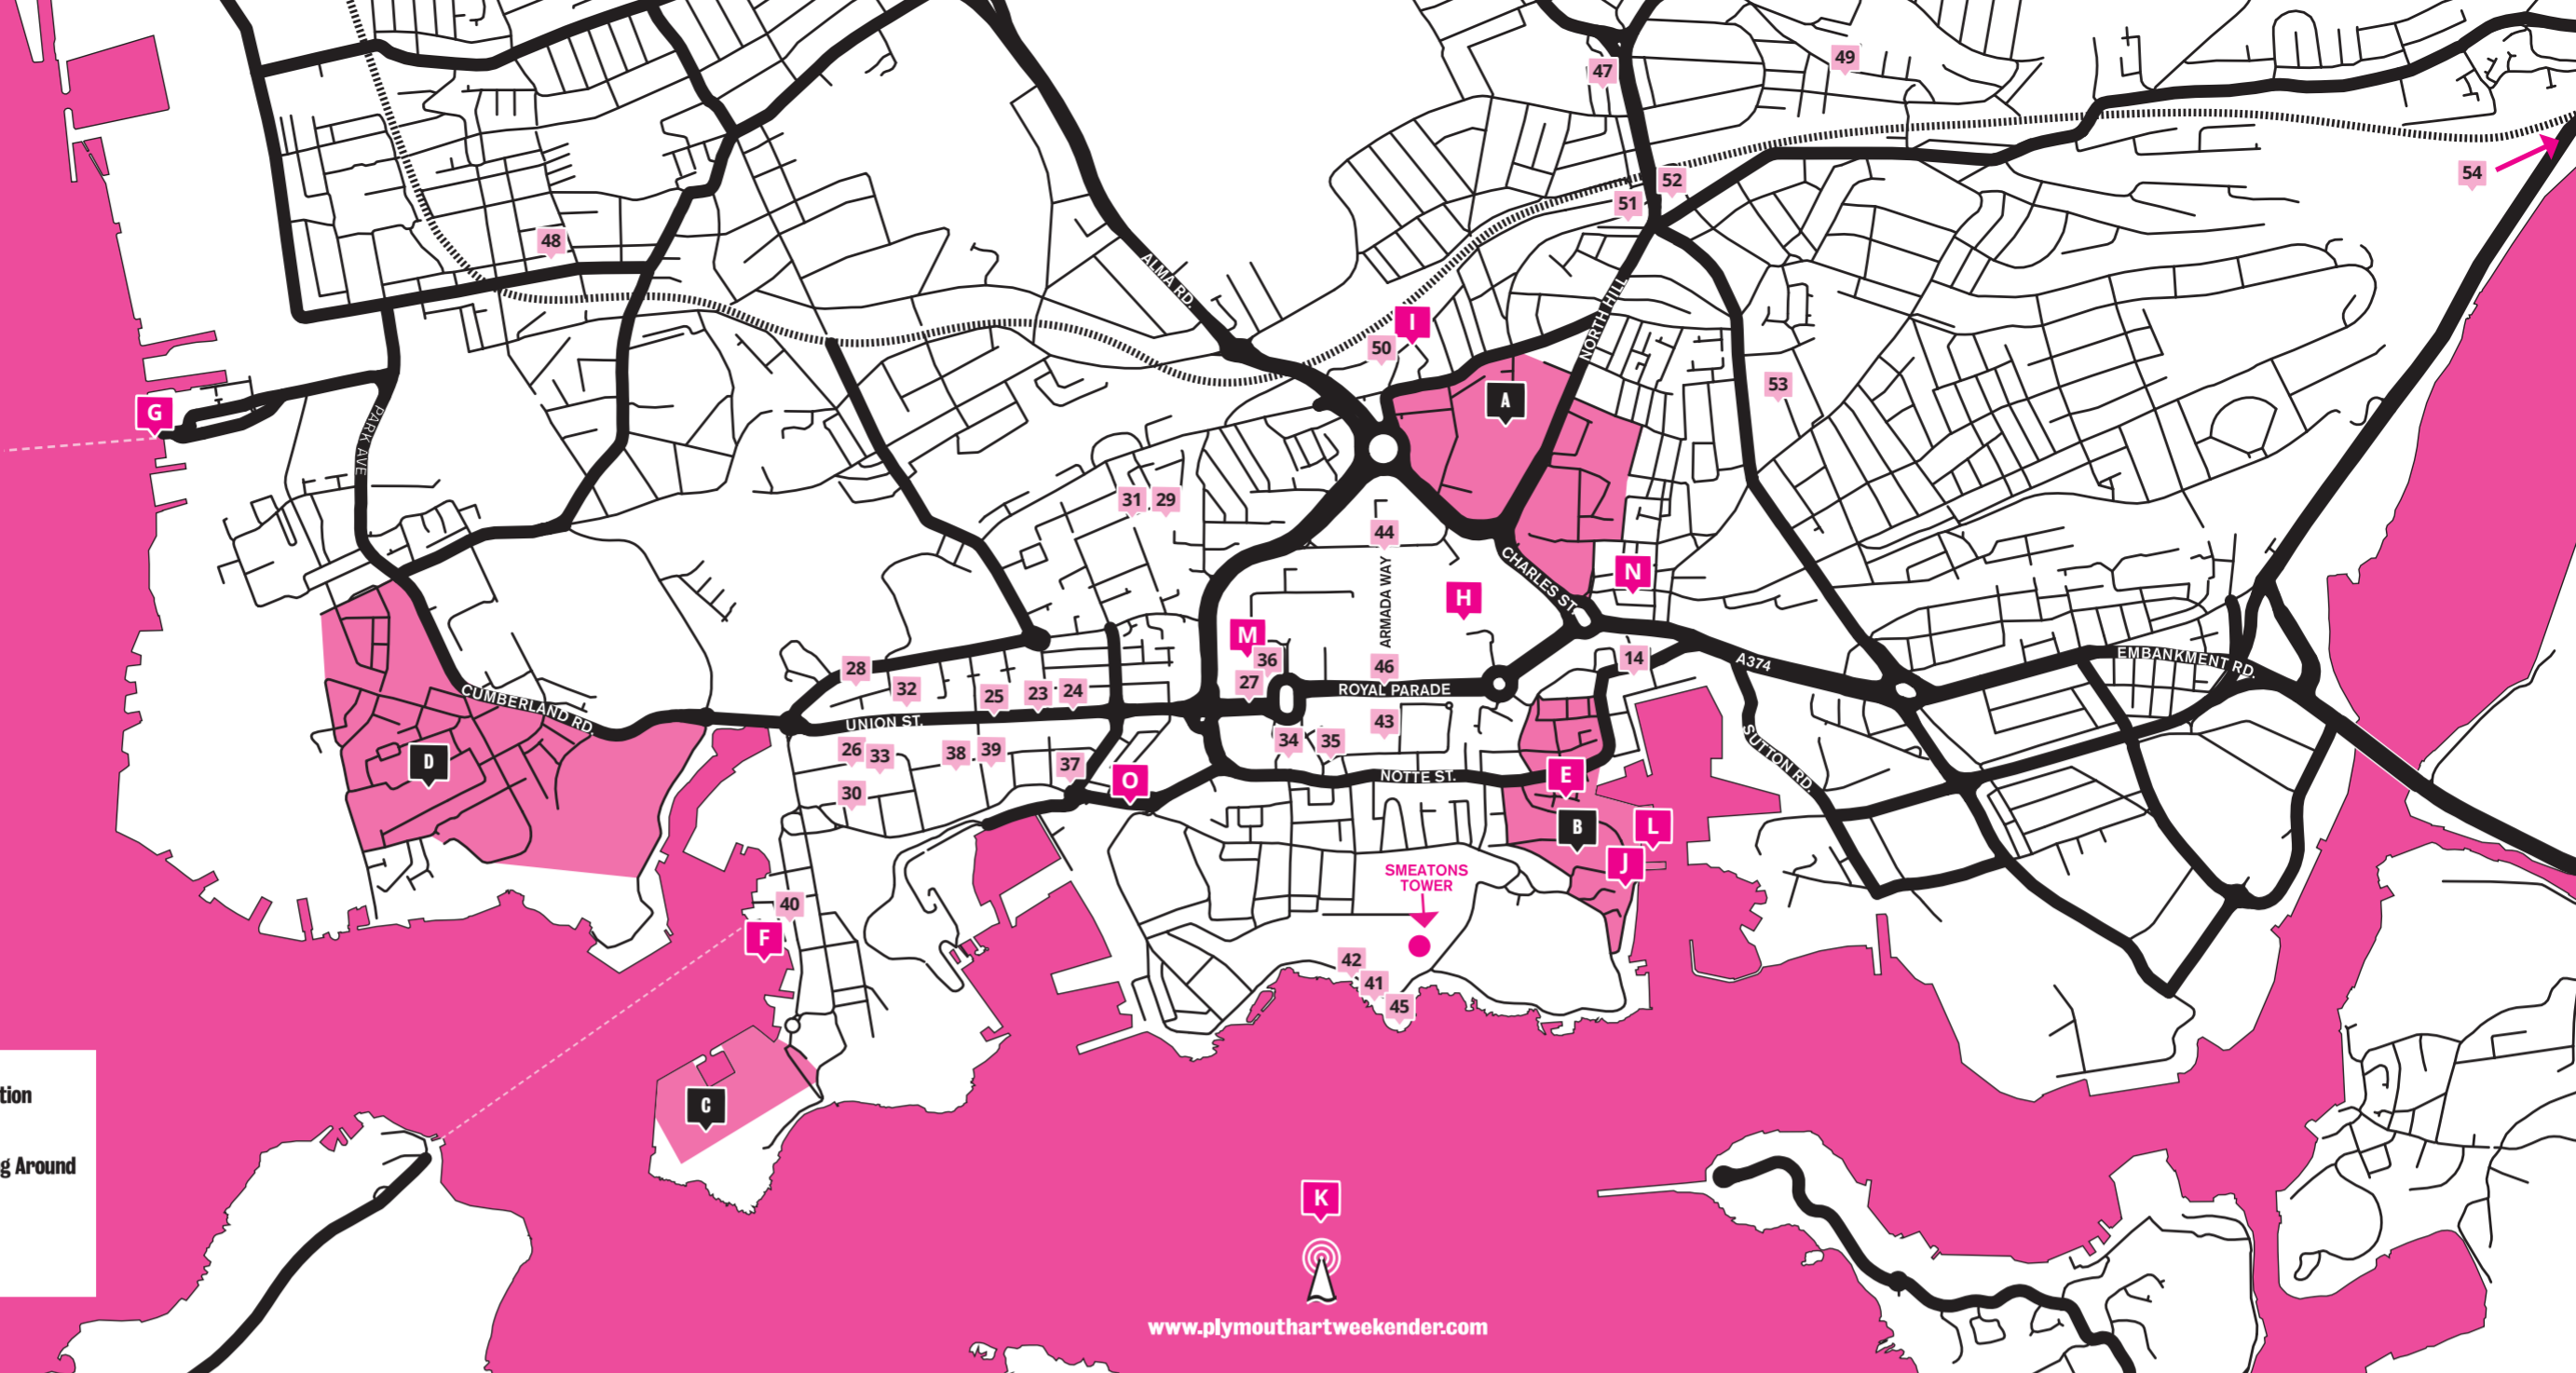 49
47
54
52
51
48
ALMA RD.
I
50
NORTH HILL
53
A
G
PARK AVE
31
29
44
CHARLES ST.
N
ARMADA WAY
H
M
36
14
28
46
A374
EMBANKMENT RD.
27
32
25
23
24
ROYAL PARADE
CUMBERLAND RD.
UNION ST.
43
34
35
26
33
38
39
SUTTON RD.
D
37
O
NOTTE ST.
E
30
B
L
J
SMEATONS
TOWER
40
F
42
41
45
tion
C
g Around
K
www.plymouthartweekender.com